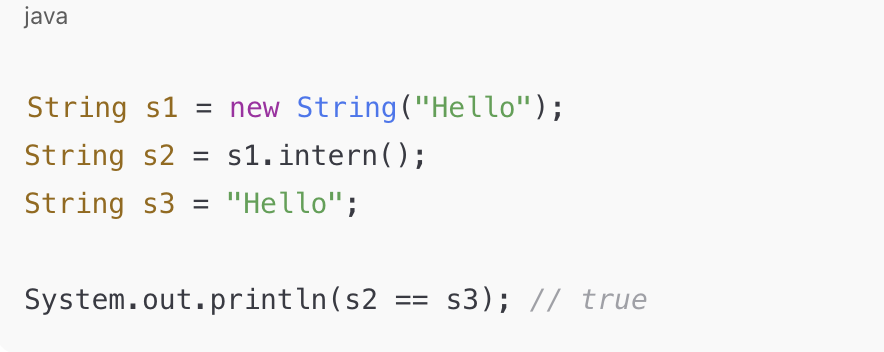 java
String s1 = new String("Hello");
String s2 = s1.intern();
String s3 = "Hello";
System.out.println(s2 == s3); // true